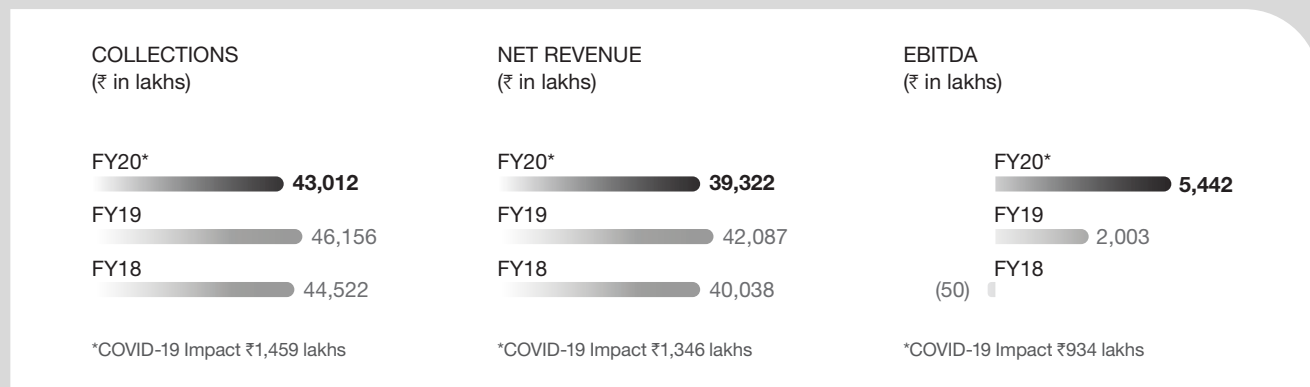 COLLECTIONS
(₹ in lakhs)
FY20*
43,012
FY19
46,156
FY18
44,522
*COVID-19 Impact ₹1,459 lakhs
NET REVENUE
(₹ in lakhs)
FY20*
39,322
FY19
42,087
FY18
40,038
*COVID-19 Impact ₹1,346 lakhs
EBITDA
(₹ in lakhs)
FY20*
5,442
FY19
2,003
FY18
(50)
*COVID-19 Impact ₹934 lakhs